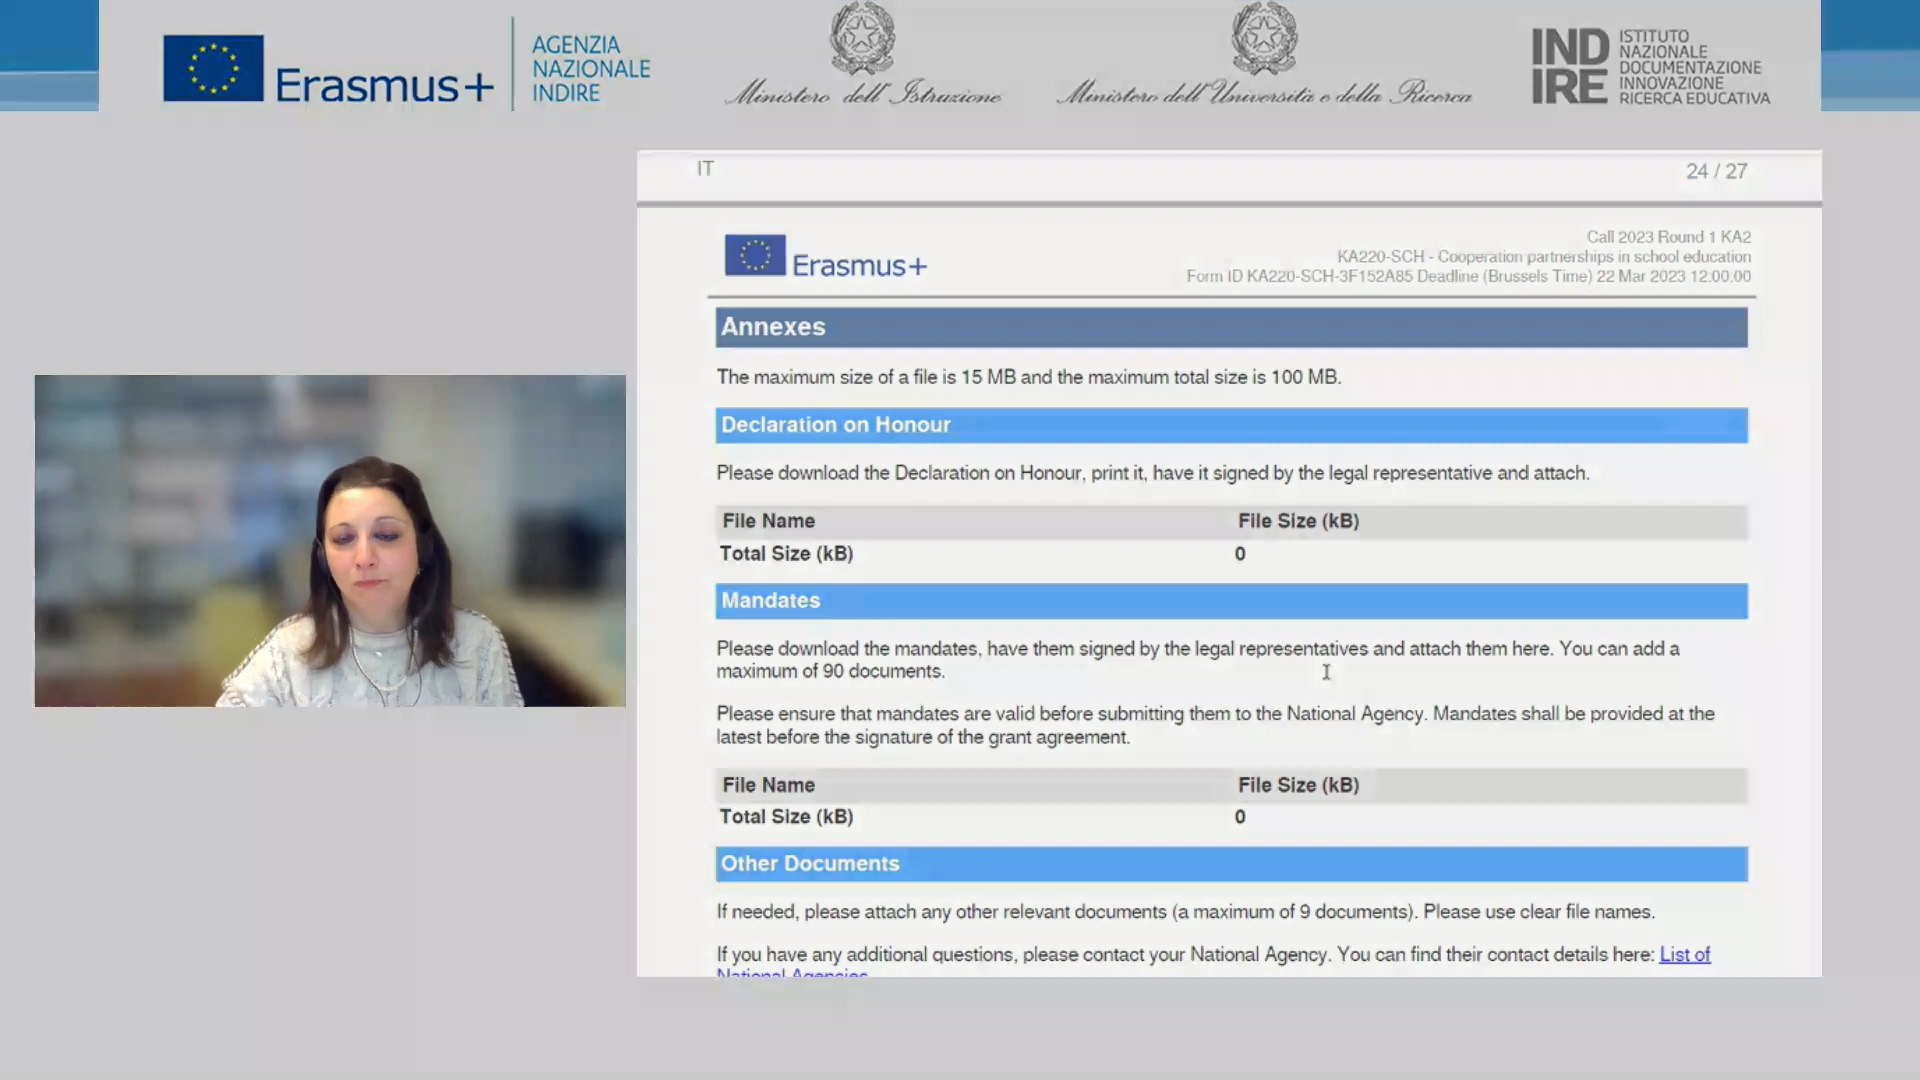 Erasmus+
AGENZIA
NAZIONALE
INDIRE
Ministero dell'Istruzione
Ministero dell'Università e della Ricerca
IND
IRE
ISTITUTO
NAZIONALE
DOCUMENTAZIONE
INNOVAZIONE
RICERCA EDUCATIVA
IT
24 / 27
Erasmus+
Call 2023 Round 1 KA2
KA220-SCH - Cooperation partnerships in school education
Form ID KA220-SCH-3F152A85 Deadline (Brussels Time) 22 Mar 2023 12:00:00
Annexes
The maximum size of a file is 15 MB and the maximum total size is 100 MB.
Declaration on Honour
Please download the Declaration on Honour, print it, have it signed by the legal representative and attach.
File Name File Size (kB)
Total Size (kB) 0
Mandates
Please download the mandates, have them signed by the legal representatives and attach them here. You can add a
maximum of 90 documents.
Please ensure that mandates are valid before submitting them to the National Agency. Mandates shall be provided at the
latest before the signature of the grant agreement.
File Name File Size (kB)
Total Size (kB) 0
Other Documents
If needed, please attach any other relevant documents (a maximum of 9 documents). Please use clear file names.
If you have any additional questions, please contact your National Agency. You can find their contact details here: List of
National Agencies